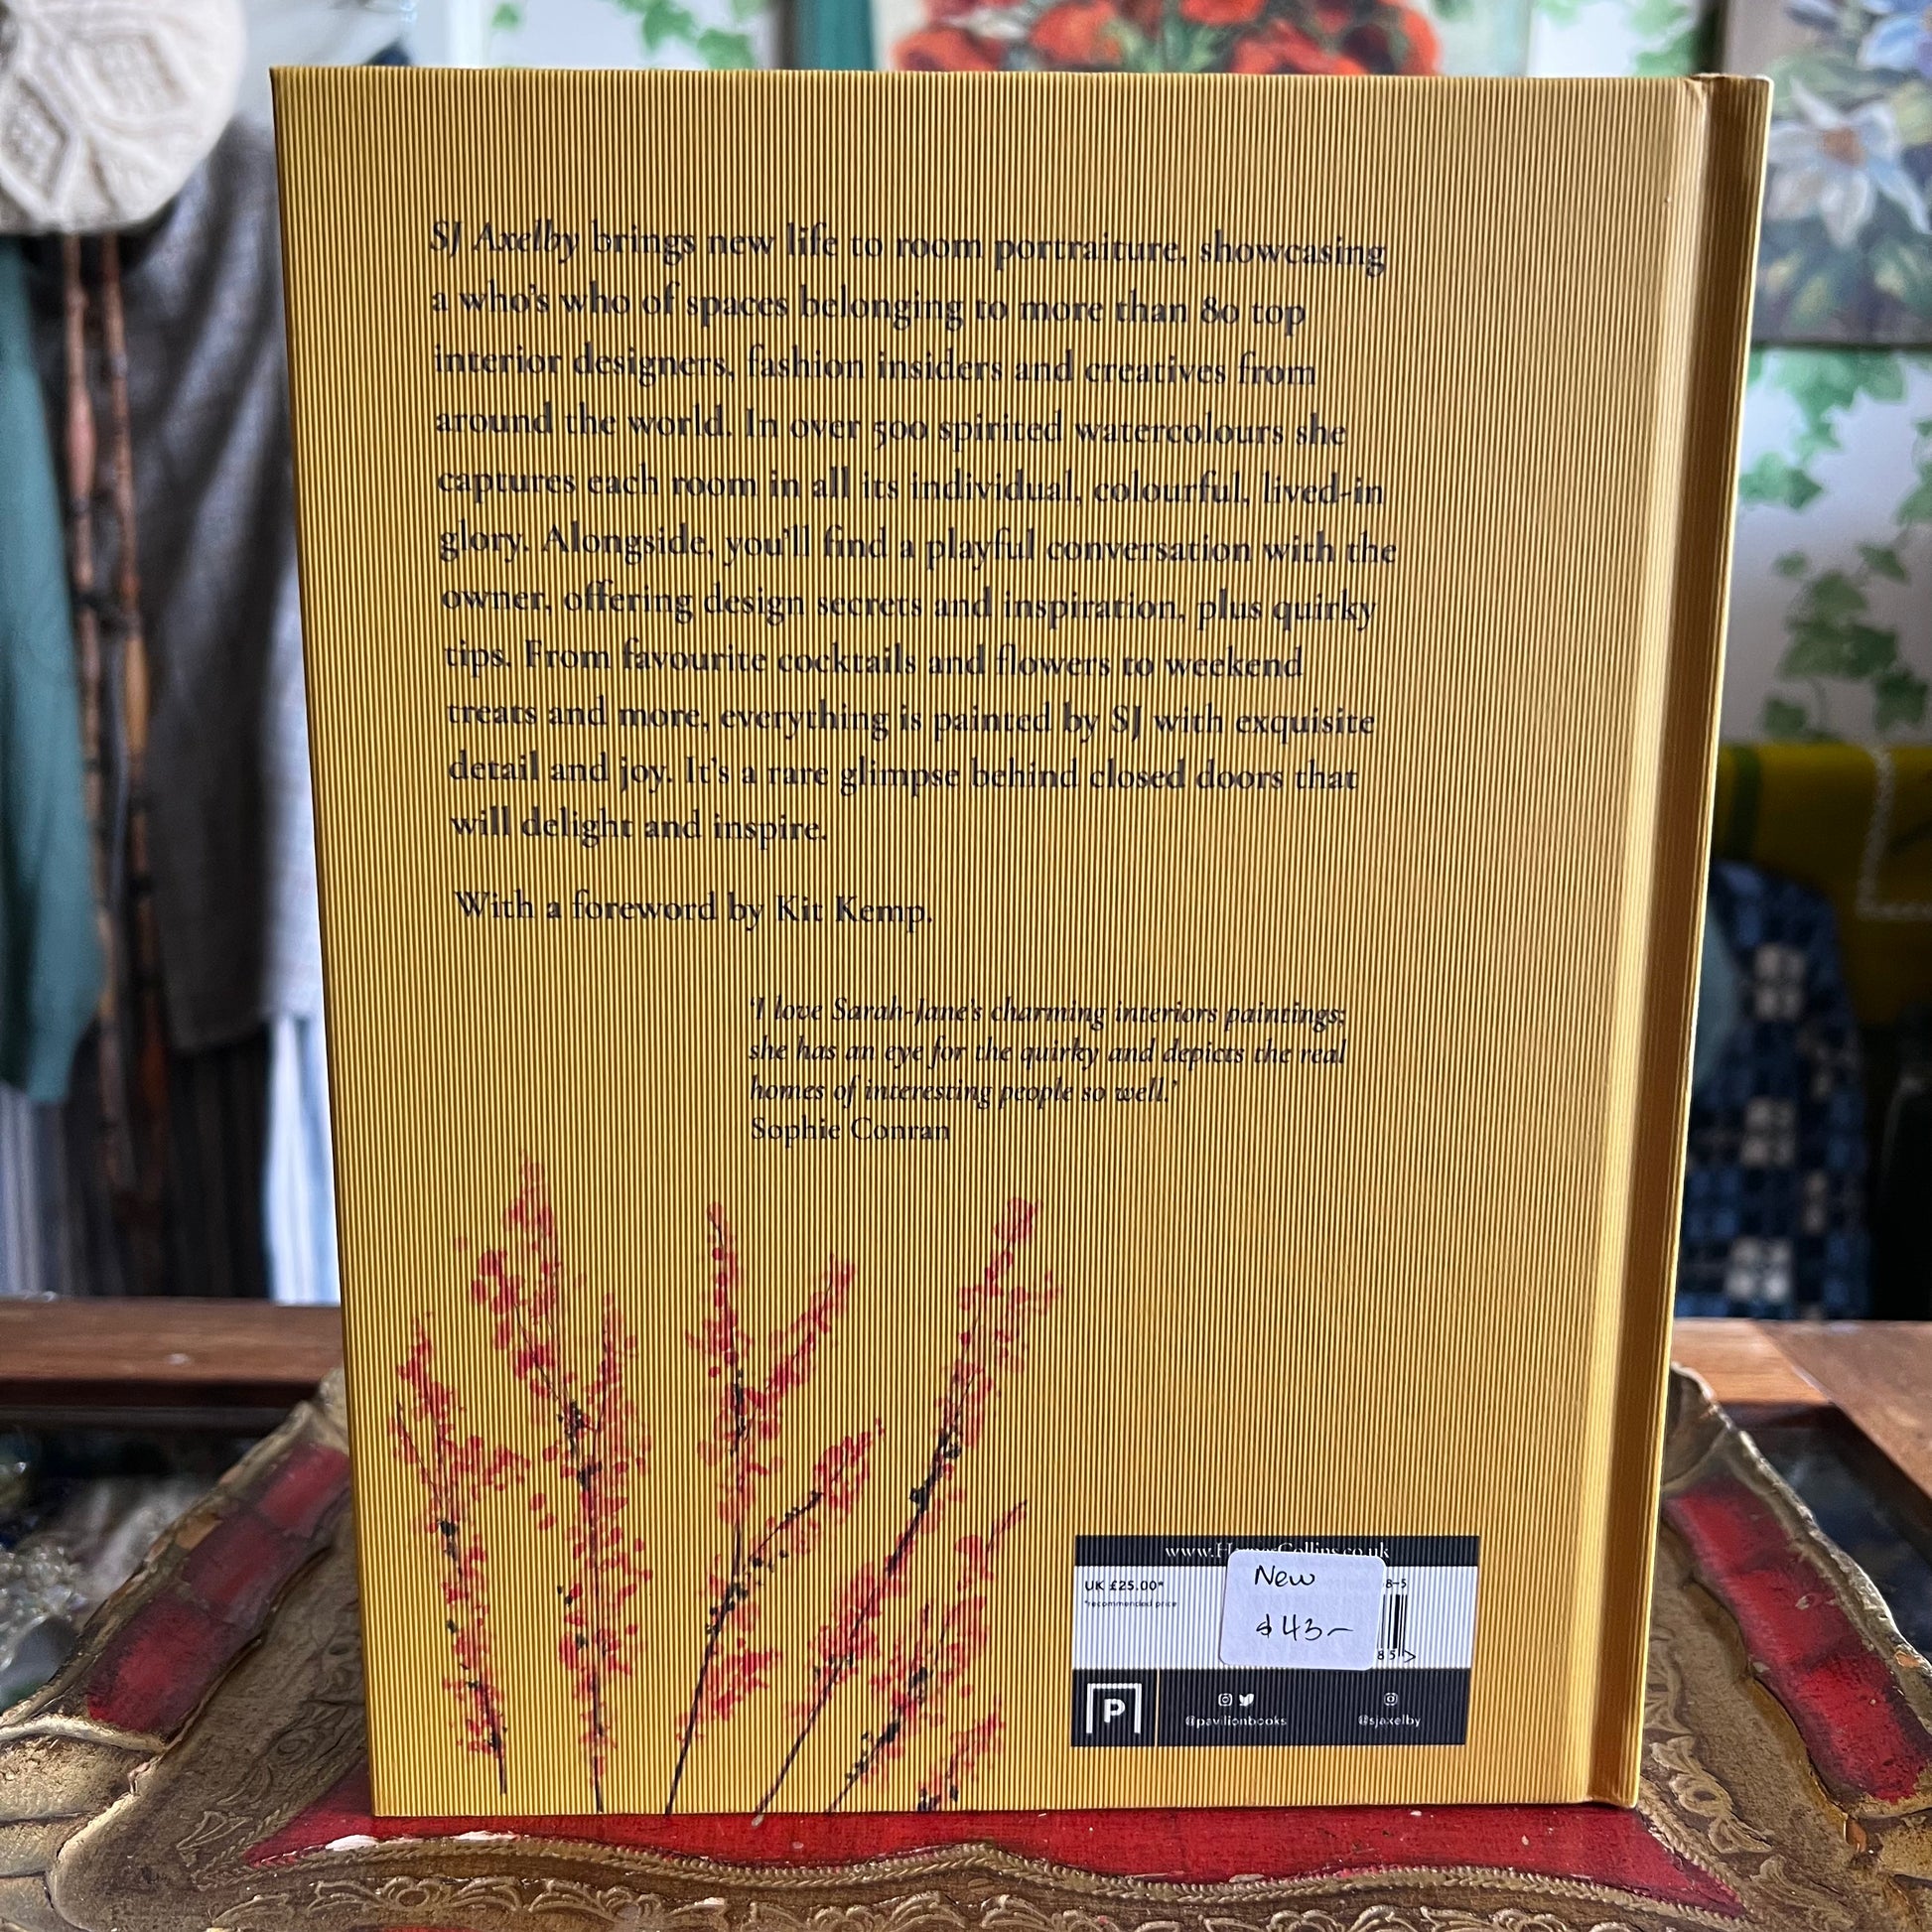 SJ Axelby brings new life to room portraiture, showcasing
a who's who of spaces belonging to more than 80 top
interior designers, fashion insiders and creatives from
around the world. In over 500 spirited watercolours she
captures each room in all its individual, colourful, lived-in
glory. Alongside, you'll find a playful conversation with the
owner, offering design secrets and inspiration, plus quirky
tips. From favourite cocktails and flowers to weekend
treats and more, everything is painted by SJ with exquisite
detail and joy. It's a rare glimpse behind closed doors that
will delight and inspire.
With a foreword by Kit Kemp.
'I love Sarah-Jane's charming interiors paintings;
she has an eye for the quirky and depicts the real
homes of interesting people so well.'
Sophie Conran
www.HarperCollins.co.uk
UK £25.00*
*recommended price
New
$43–
8-5
85
P
@pavilionbooks
@sjaxelby